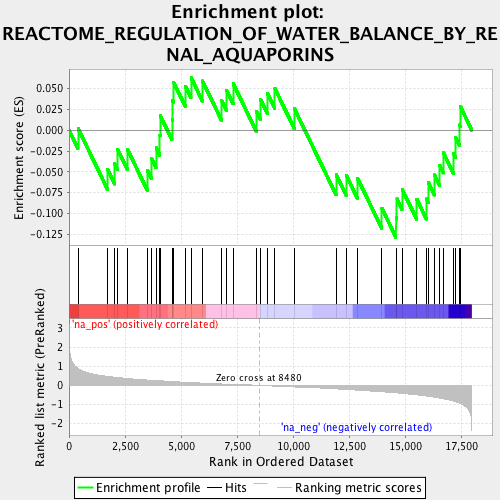 Enrichment plot:
REACTOME_REGULATION_OF_WATER_BALANCE_BY_RE
NAL_AQUAPORINS
Enrichment score (ES)
0.050
0.025
0.000
-0.025
-0.050
-0.075
-0.100
-0.125
'na_pos' (positively correlated)
Ranked list metric (PreRanked)
3
2
1
0
-1
-2
Zero cross at 8480
'na_neg' (negatively correlated)
0
2,500
5,000
7,500
10,000
12,500
15,000
17,500
Rank in Ordered Dataset
Enrichment profile
Hits
Ranking metric scores